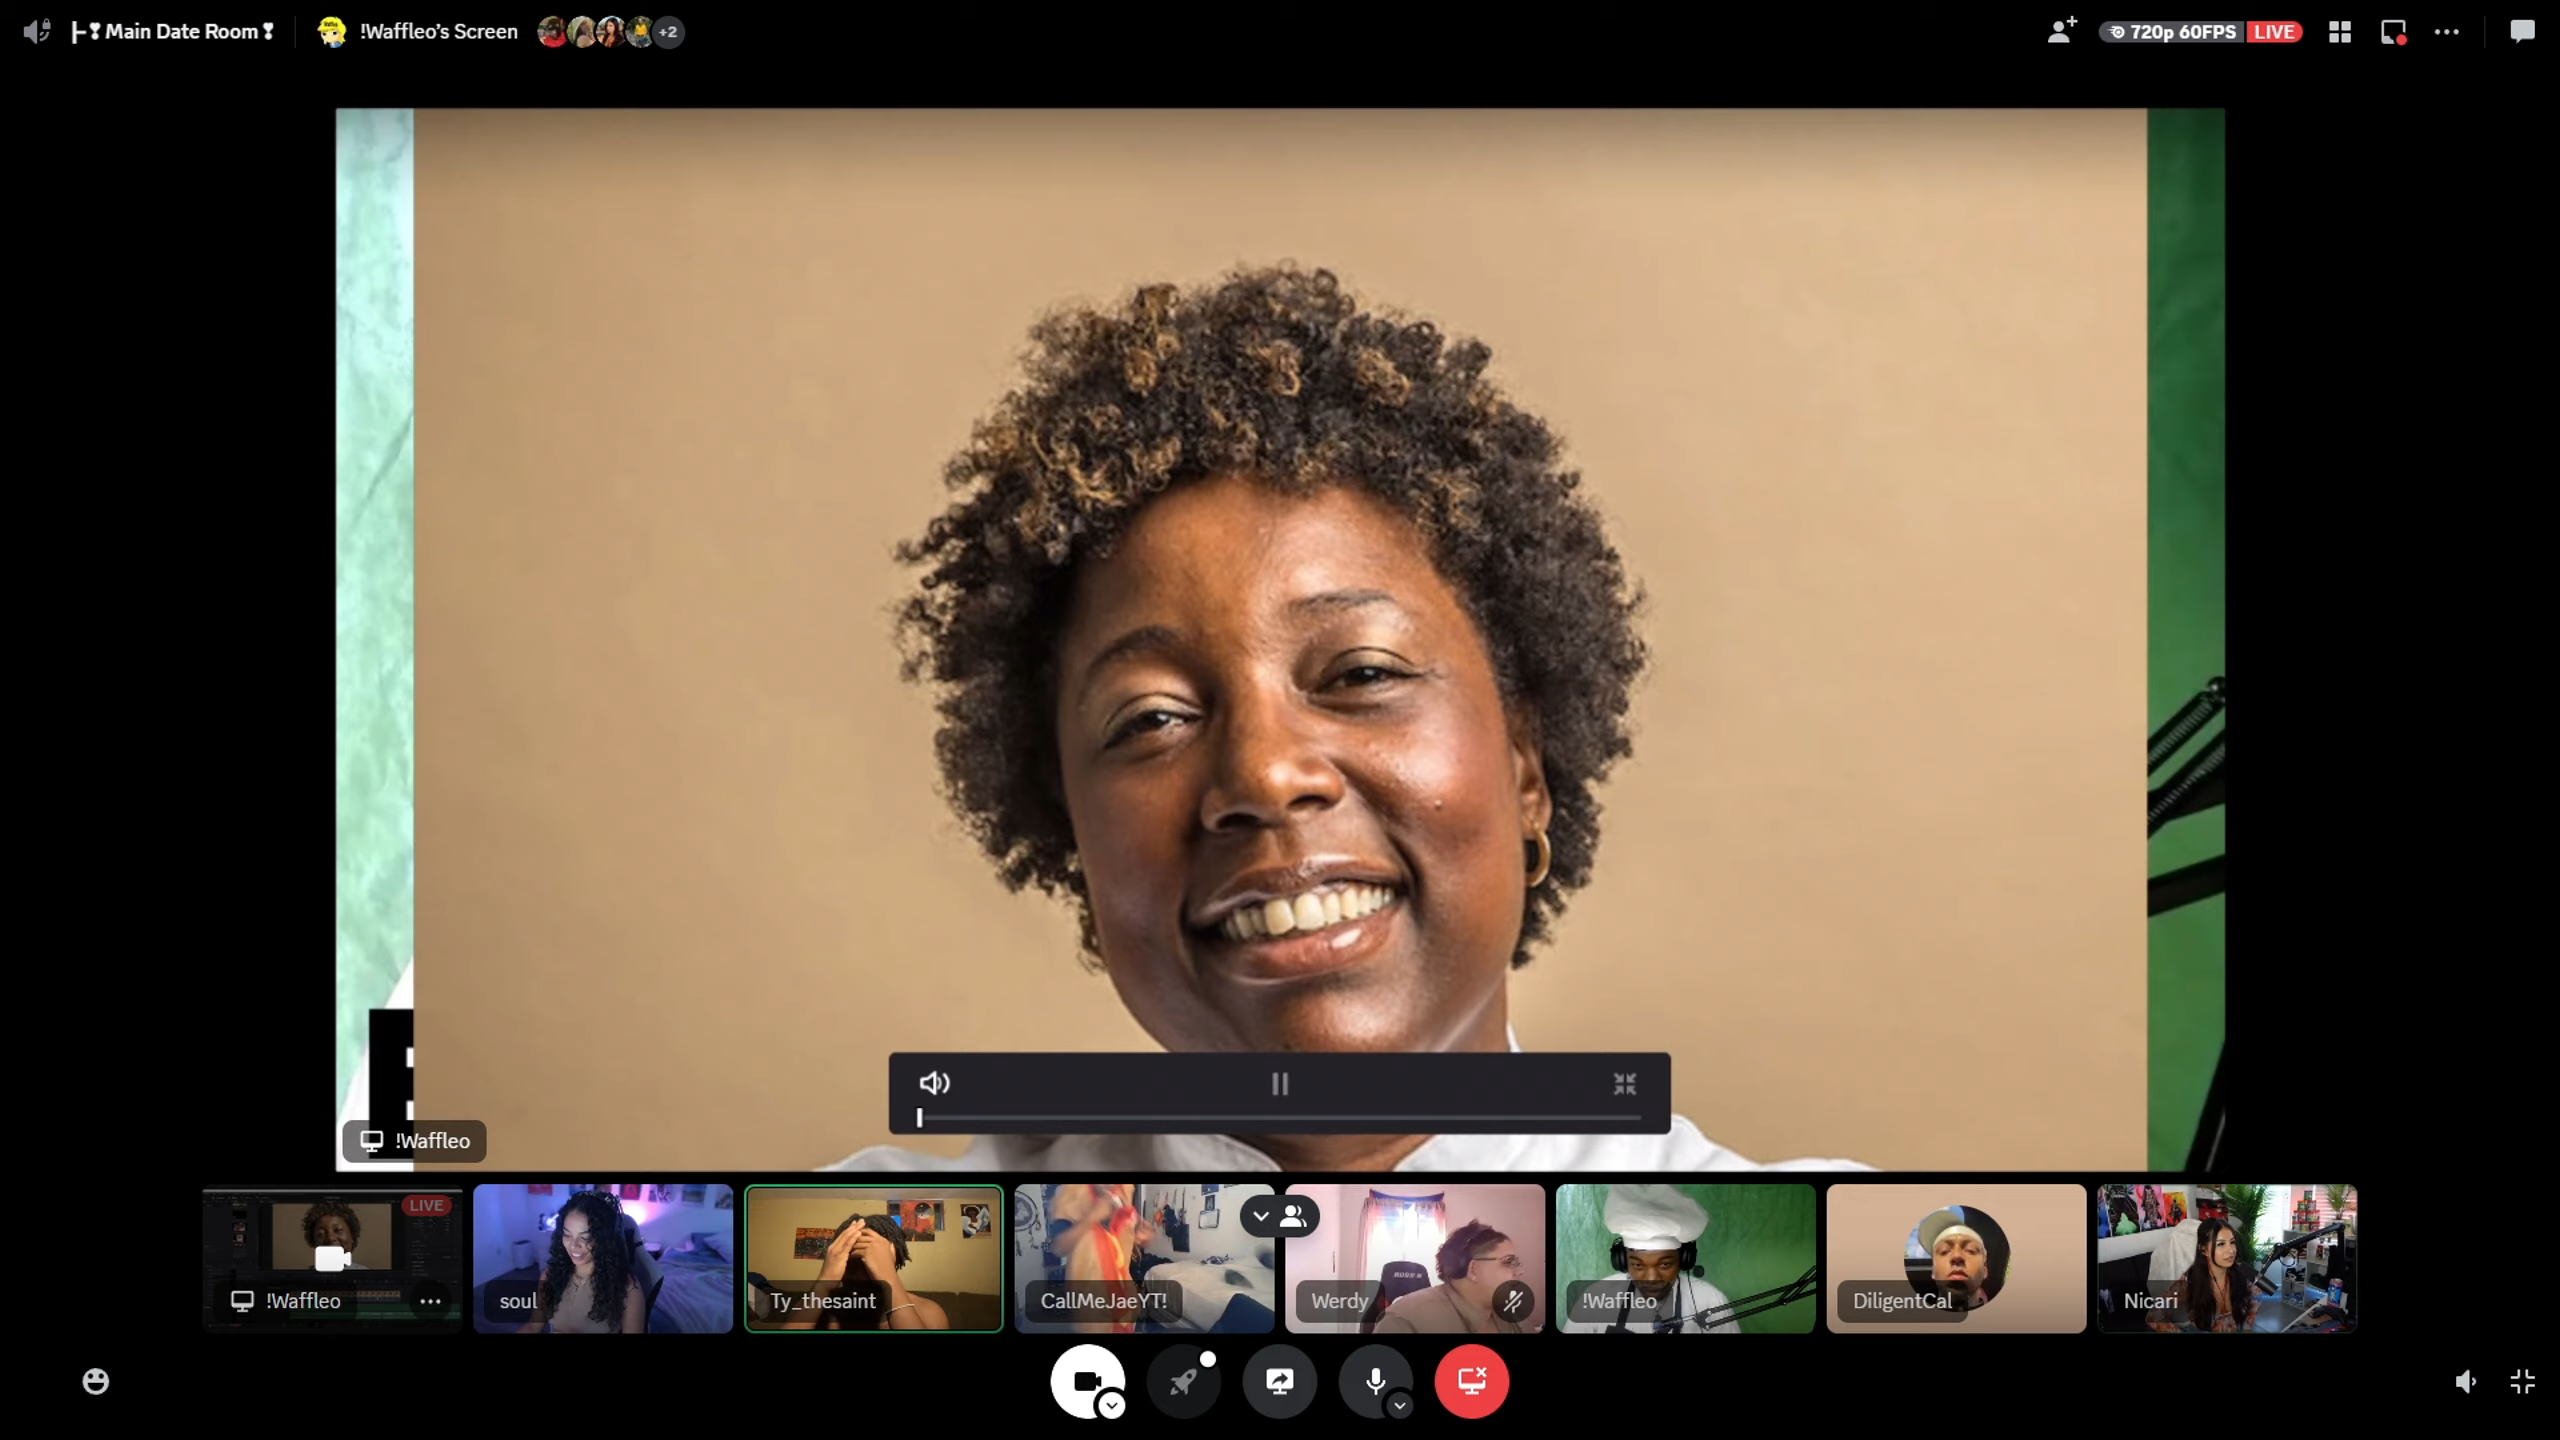 Main Date Room
!Waffleo's Screen
+2
720p 60FPS
LIVE
!Waffleo
LIVE
!Waffleo
soul
Ty_thesaint
CallMeJaeYT!
Werdy
!Waffleo
DiligentCal
Nicari